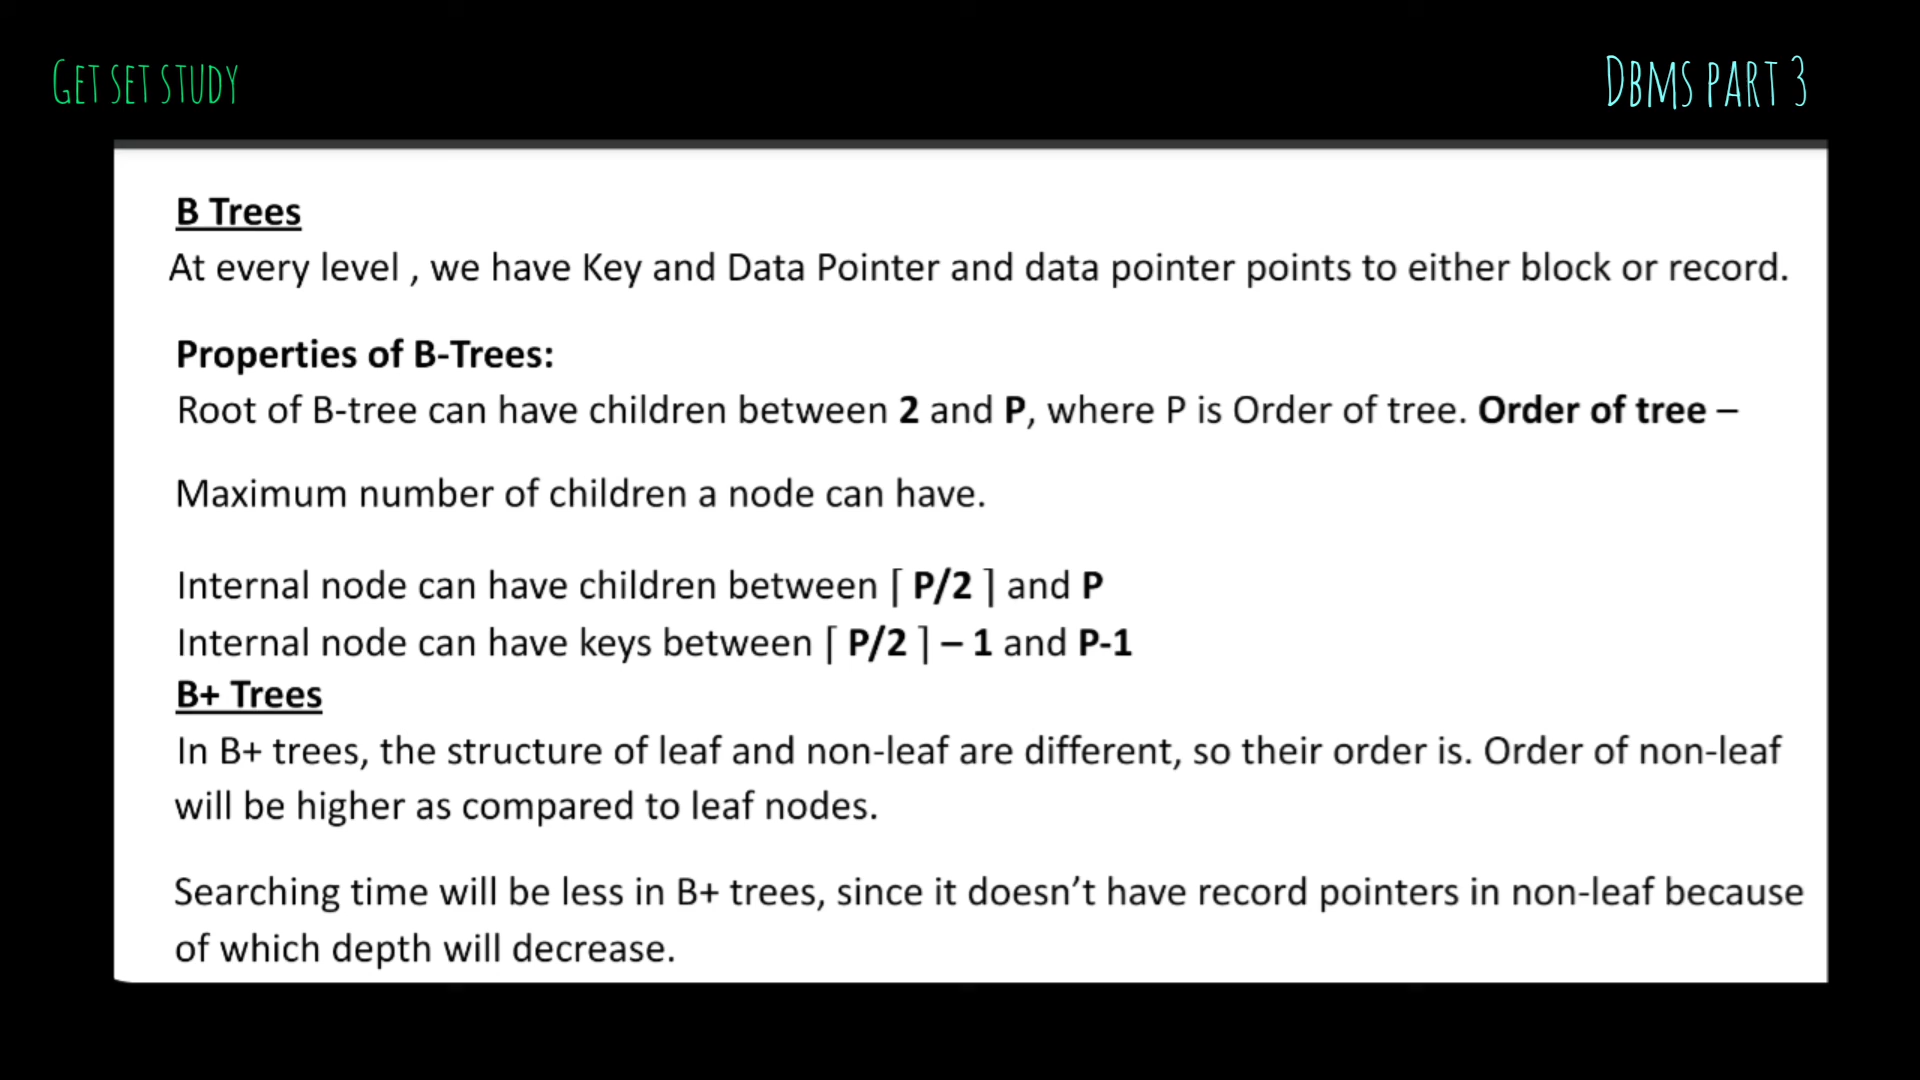 GET SET STUDY
DBMS PART 3
B Trees
At every level , we have Key and Data Pointer and data pointer points to either block or record.
Properties of B-Trees:
Root of B-tree can have children between 2 and P, where P is Order of tree. Order of tree –
Maximum number of children a node can have.
Internal node can have children between ⌈ P/2 ⌉ and P
Internal node can have keys between ⌈ P/2 ⌉ – 1 and P-1
B+ Trees
In B+ trees, the structure of leaf and non-leaf are different, so their order is. Order of non-leaf
will be higher as compared to leaf nodes.
Searching time will be less in B+ trees, since it doesn’t have record pointers in non-leaf because
of which depth will decrease.